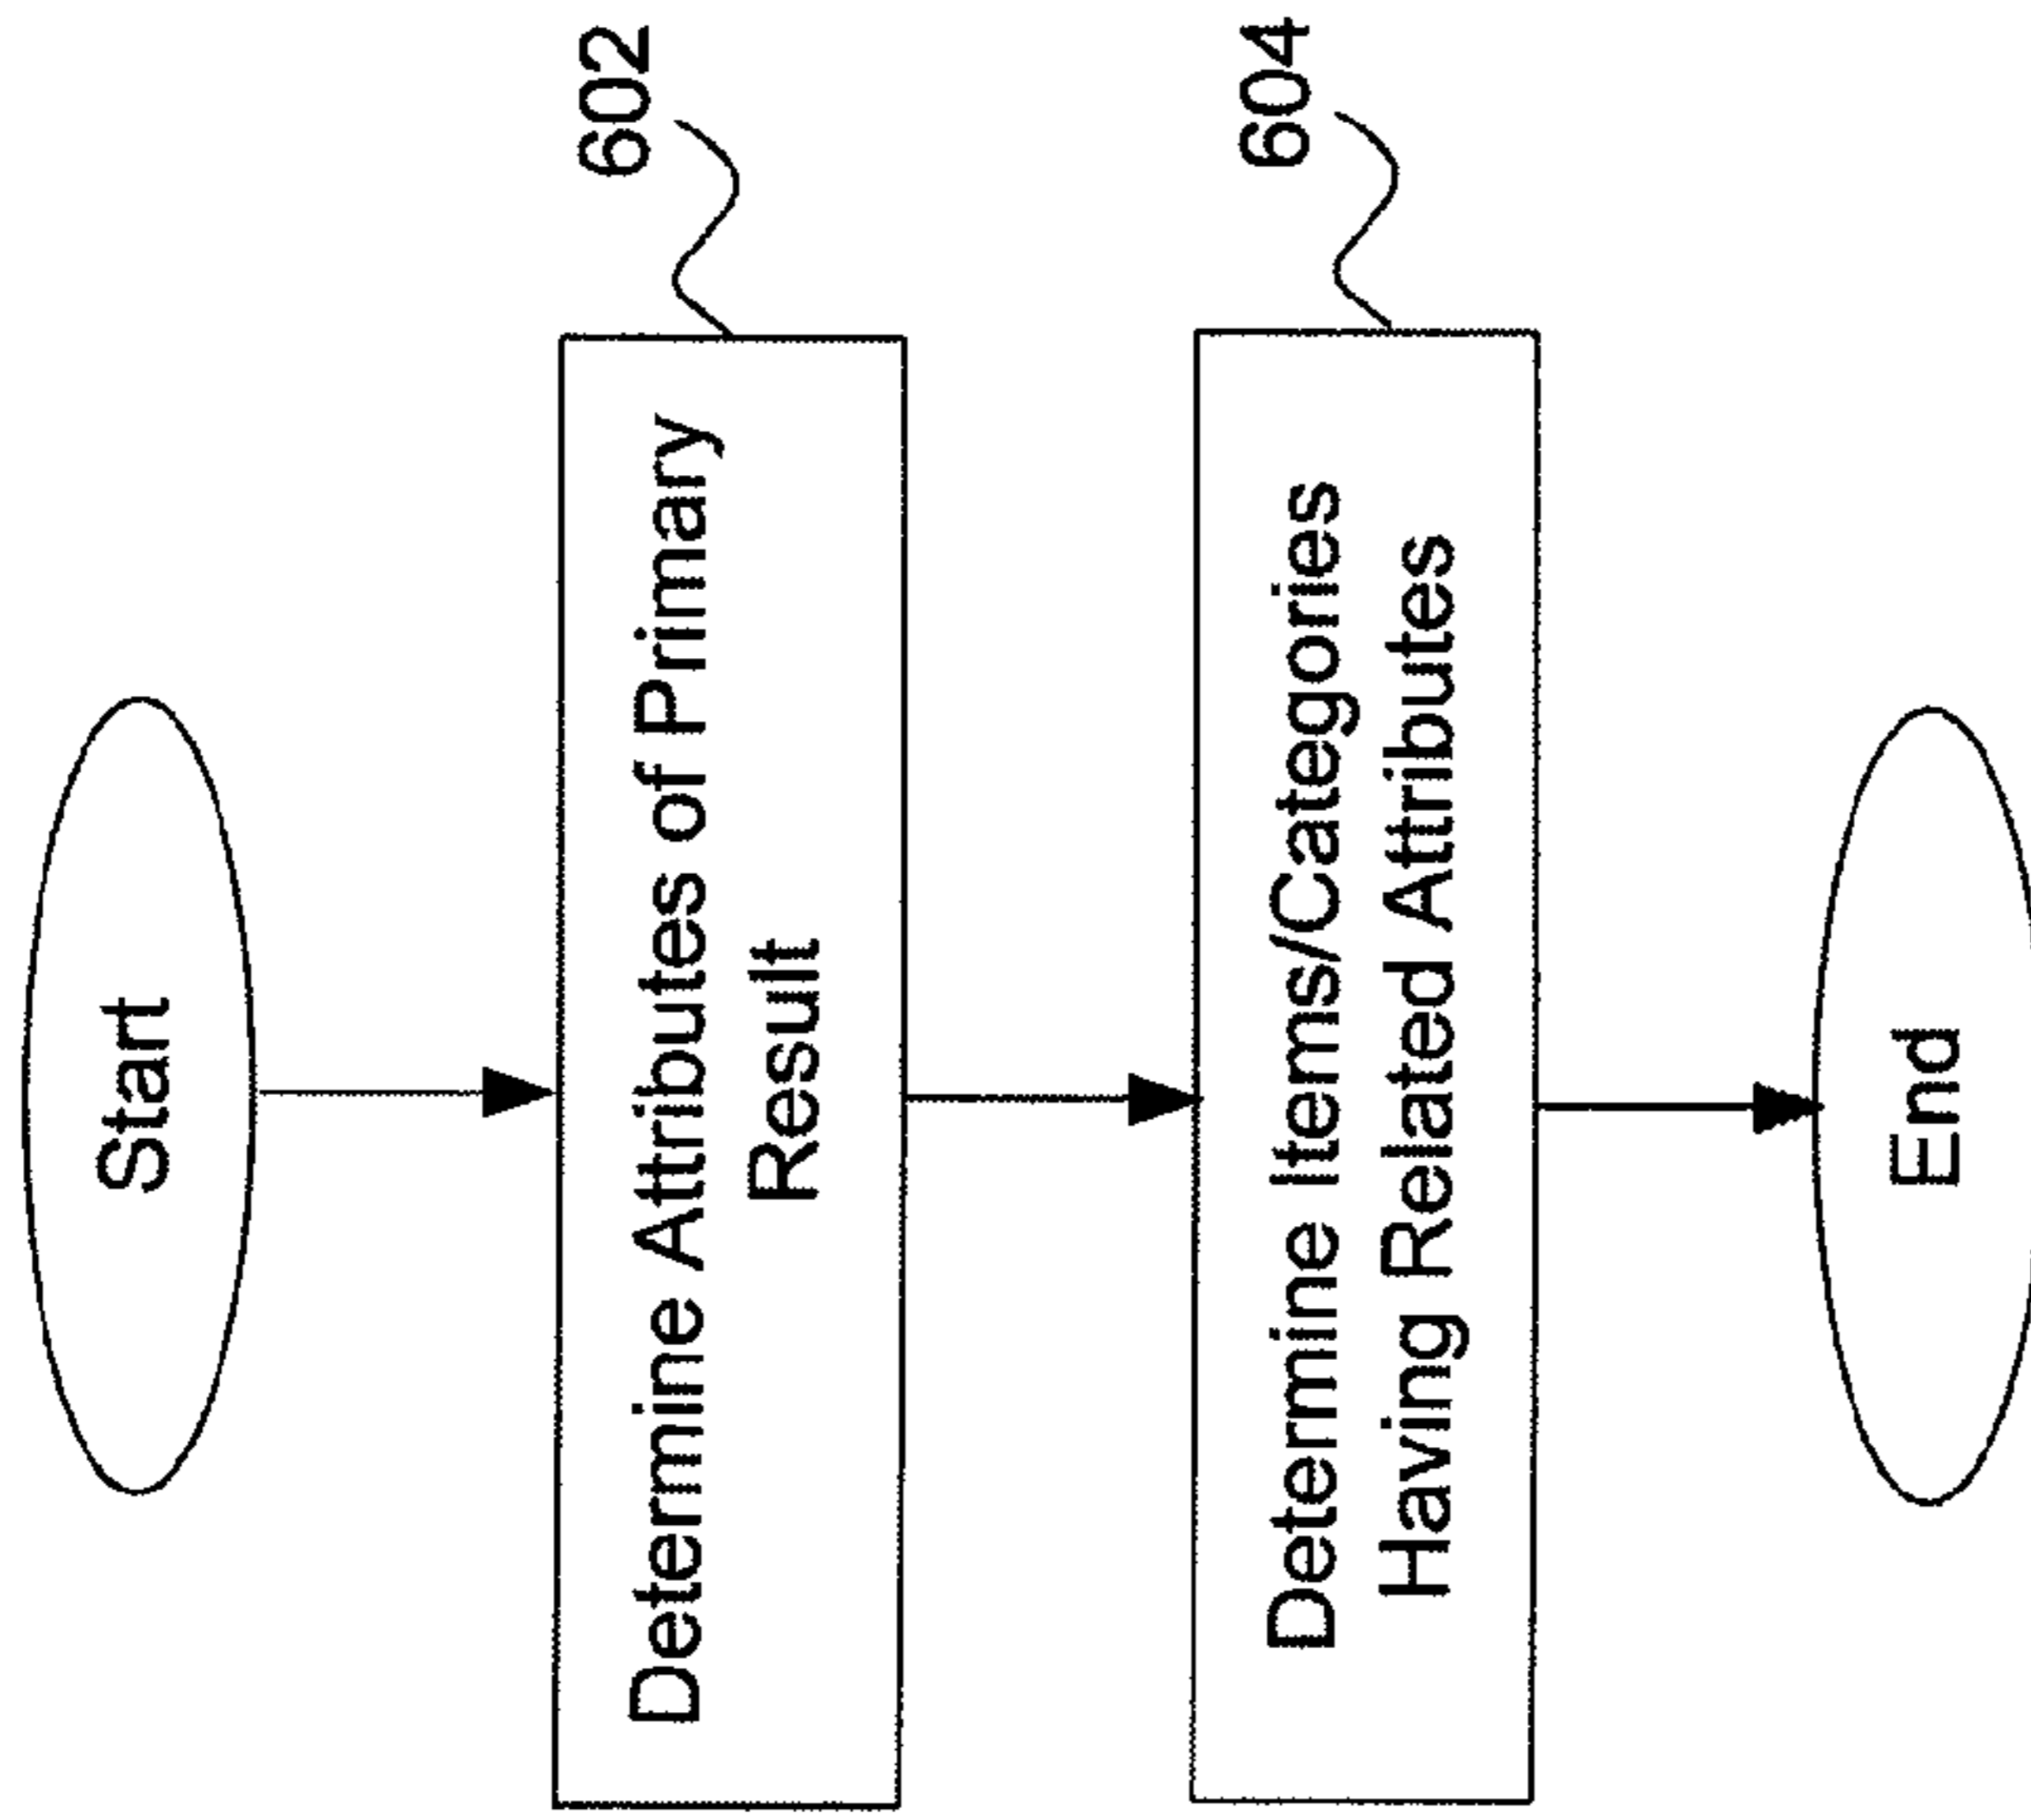 Start
602
Determine Attributes of Primary
Result
604
Determine Items/Categories
Having Related Attributes
End